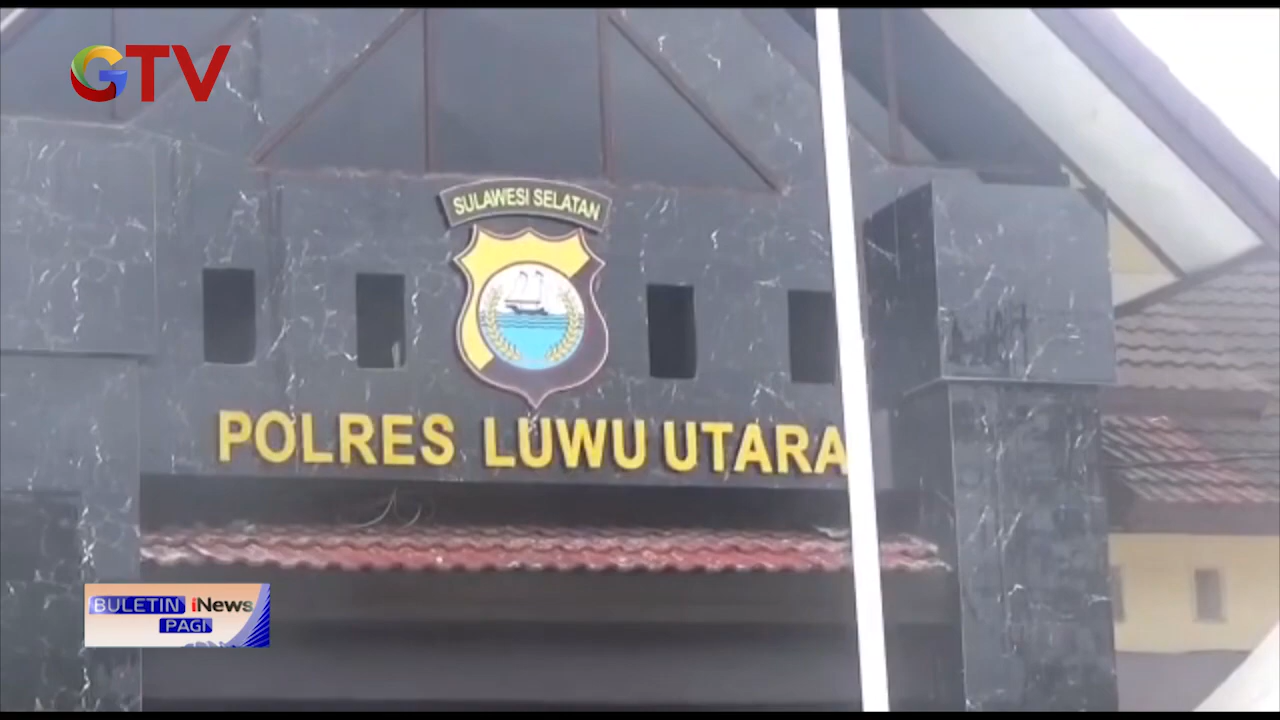 GTV
SULAWESI SELATAN
POLRES LUWU UTARA
BULETIN iNews
PAGI